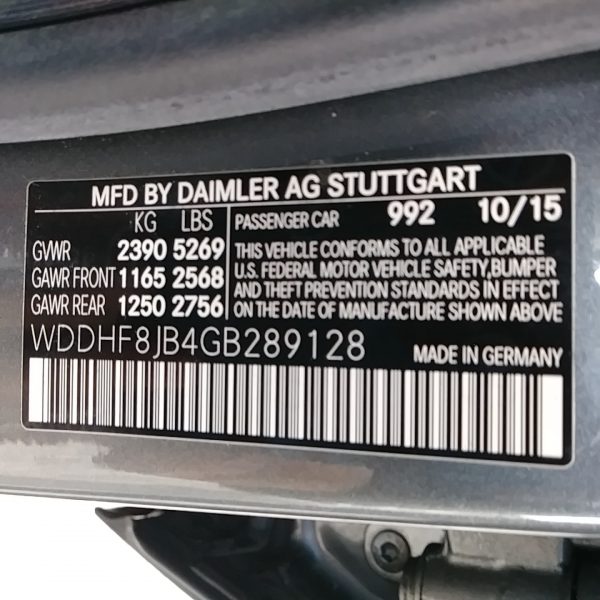 MFD BY DAIMLER AG STUTTGART
KG LBS
GVWR 2390 5269
GAWR FRONT 1165 2568
GAWR REAR 1250 2756
PASSENGER CAR 992 10/15
THIS VEHICLE CONFORMS TO ALL APPLICABLE
U.S. FEDERAL MOTOR VEHICLE SAFETY,BUMPER
AND THEFT PREVENTION STANDARDS IN EFFECT
ON THE DATE OF MANUFACTURE SHOWN ABOVE
WDDHF8JB4GB289128
MADE IN GERMANY